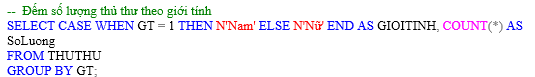 --  Đếm số lượng thủ thư theo giới tính
SELECT CASE WHEN GT = 1 THEN N'Nam' ELSE N'Nữ' END AS GIOITINH, COUNT(*) AS
SoLuong
FROM THUTHU
GROUP BY GT;